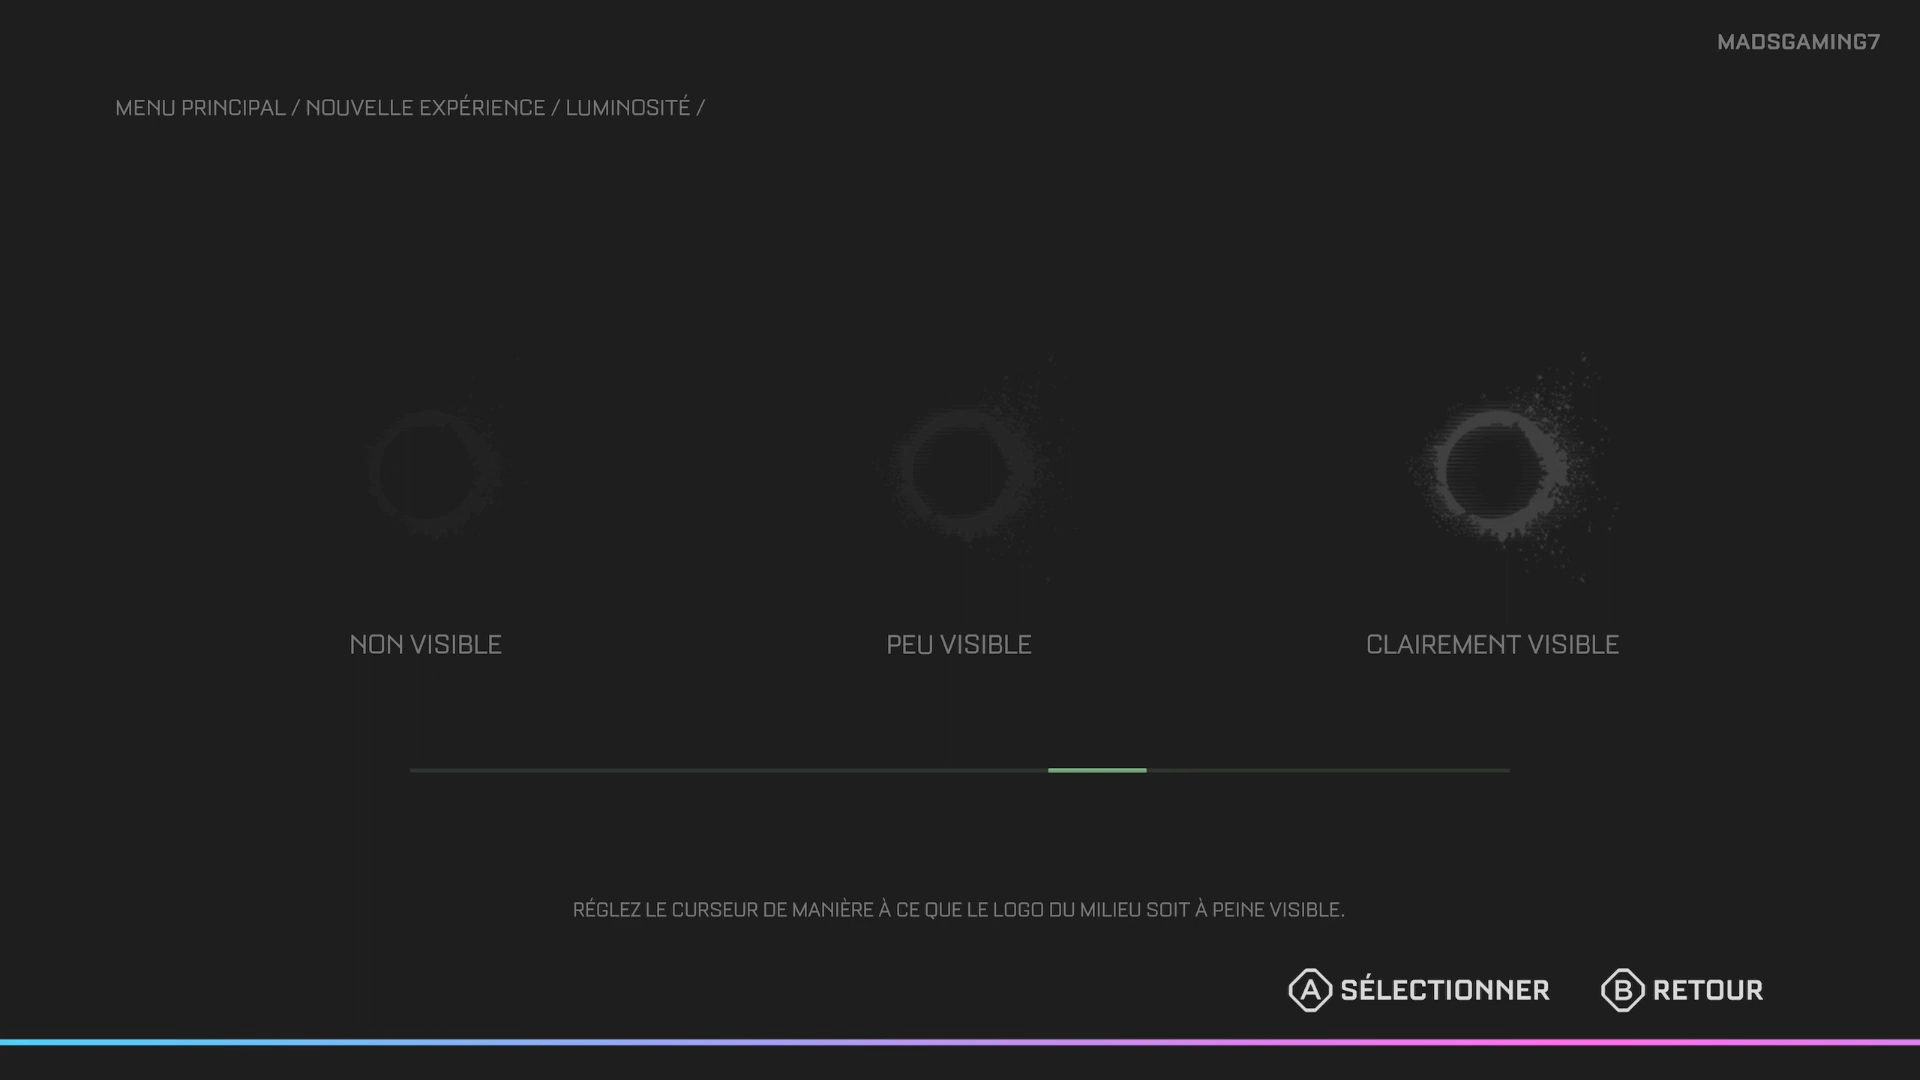 MADSGAMING7
MENU PRINCIPAL / NOUVELLE EXPÉRIENCE / LUMINOSITÉ /
NON VISIBLE
PEU VISIBLE
CLAIREMENT VISIBLE
RÉGLEZ LE CURSEUR DE MANIÈRE À CE QUE LE LOGO DU MILIEU SOIT À PEINE VISIBLE.
A SÉLECTIONNER B RETOUR